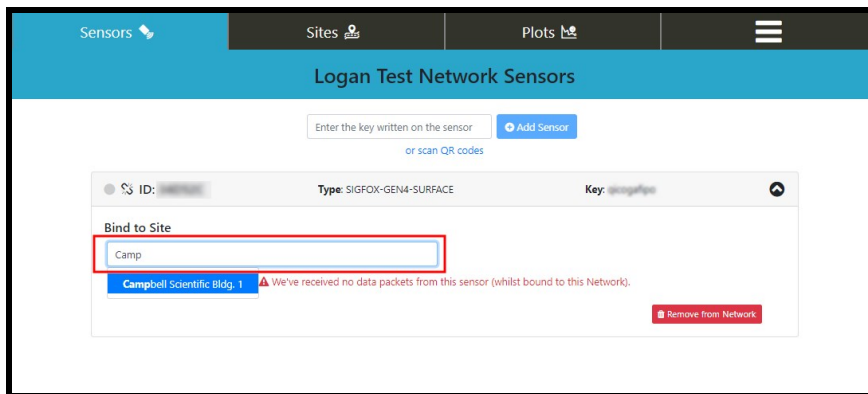 Sensors
Sites
Plots
Logan Test Network Sensors
Enter the key written on the sensor
Add Sensor
or scan QR codes
ID:
Type: SIGFOX-GEN4-SURFACE
Key:
Bind to Site
Camp
Campbell Scientific Bldg. 1
We've received no data packets from this sensor (whilst bound to this Network).
Remove from Network